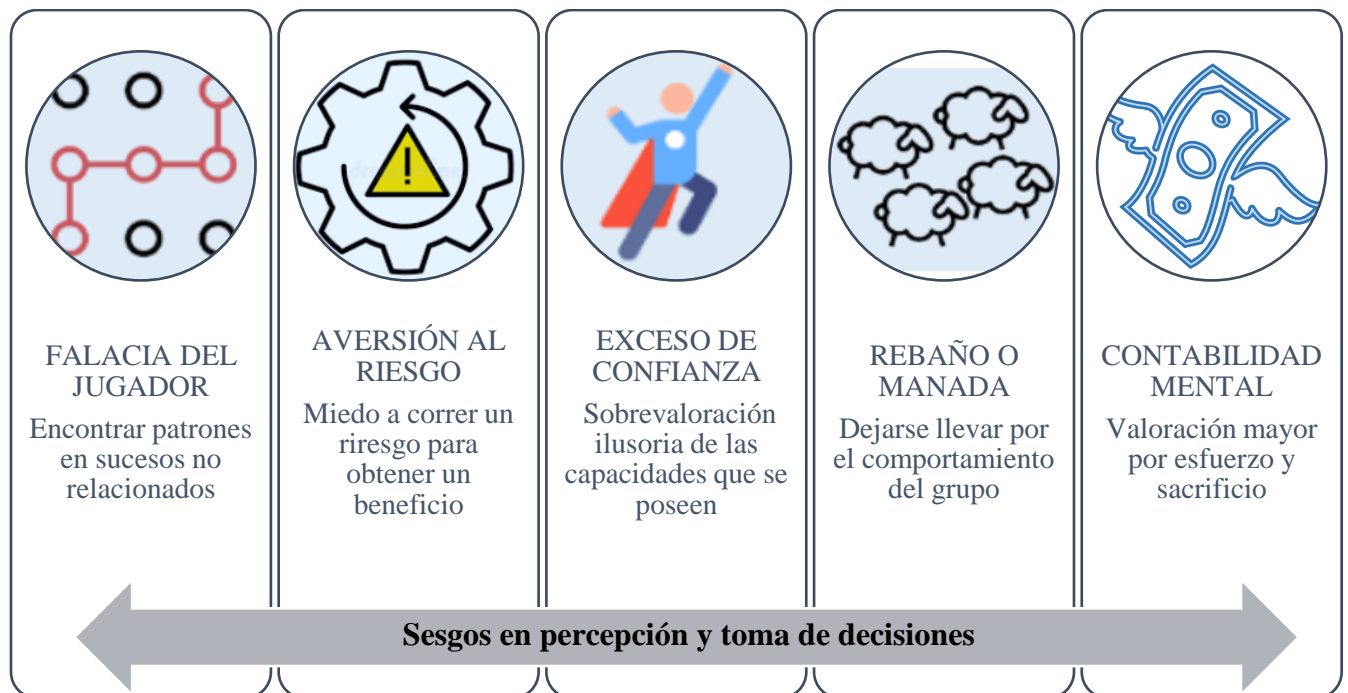 FALACIA DEL
JUGADOR
Encontrar patrones
en sucesos no
relacionados
AVERSIÓN AL
RIESGO
Miedo a correr un
riresgo para
obtener un
beneficio
EXCESO DE
CONFIANZA
Sobrevaloración
ilusoria de las
capacidades que se
poseen
REBAÑO O
MANADA
Dejarse llevar por
el comportamiento
del grupo
CONTABILIDAD
MENTAL
Valoración mayor
por esfuerzo y
sacrificio
Sesgos en percepción y toma de decisiones